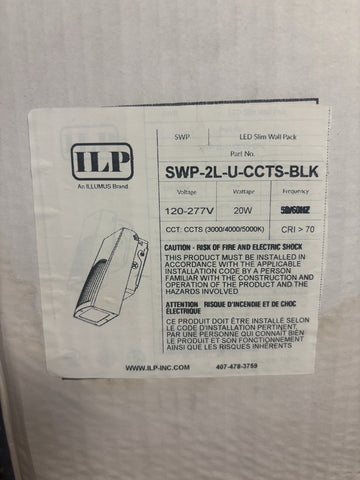 ILP
An ILLUMUS Brand
SWP
LED Slim Wall Pack
Part No.
SWP-2L-U-CCTS-BLK
Voltage
Wattage
Frequency
120-277V
20W
50/60HZ
CCT: CCTS (3000/4000/5000K)
CRI > 70
CAUTION - RISK OF FIRE AND ELECTRIC SHOCK
THIS PRODUCT MUST BE INSTALLED IN
ACCORDANCE WITH THE APPLICABLE
INSTALLATION CODE BY A PERSON
FAMILIAR WITH THE CONSTRUCTION AND
OPERATION OF THE PRODUCT AND THE
HAZARDS INVOLVED
ATTENTION RISQUE D'INCENDIE ET DE CHOC
ÉLECTRIQUE
CE PRODUIT DOIT ÊTRE INSTALLÉ SELON
LE CODE D'INSTALLATION PERTINENT,
PAR UNE PERSONNE QUI CONNAÎT BIEN
LE PRODUIT ET SON FONCTIONNEMENT
AINSI QUE LES RISQUES INHÉRENTS
WWW.ILP-INC.COM
407-478-3759